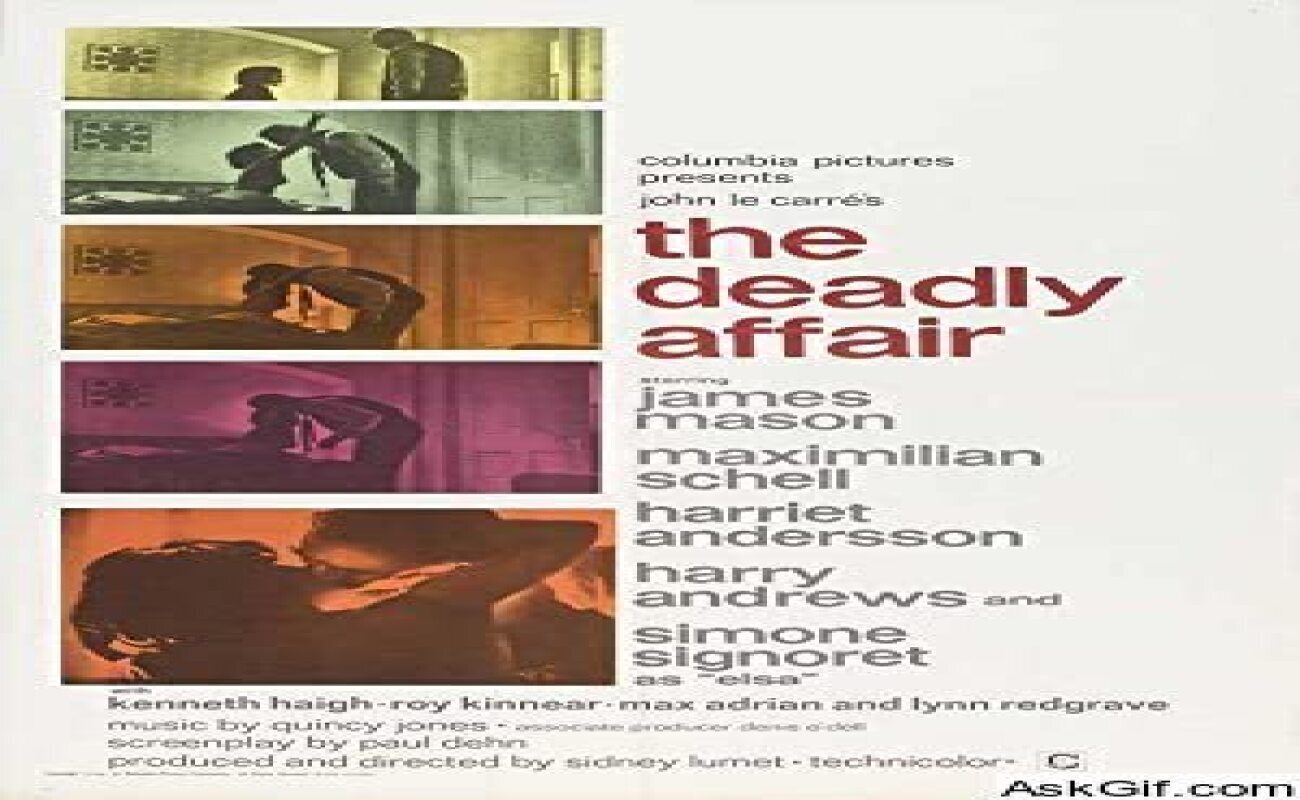 columbia pictures
presents
john le carré's
the
deadly
affair
starring
james
mason
maximilian
schell
harriet
andersson
harry
andrews and
simone
signoret
as "elsa"
with
kenneth haigh·roy kinnear·max adrian and lynn redgrave
music by quincy jones · associate producer denis o'dell
screenplay by paul dehn
produced and directed by sidney lumet · technicolor·
C
AskGif.com